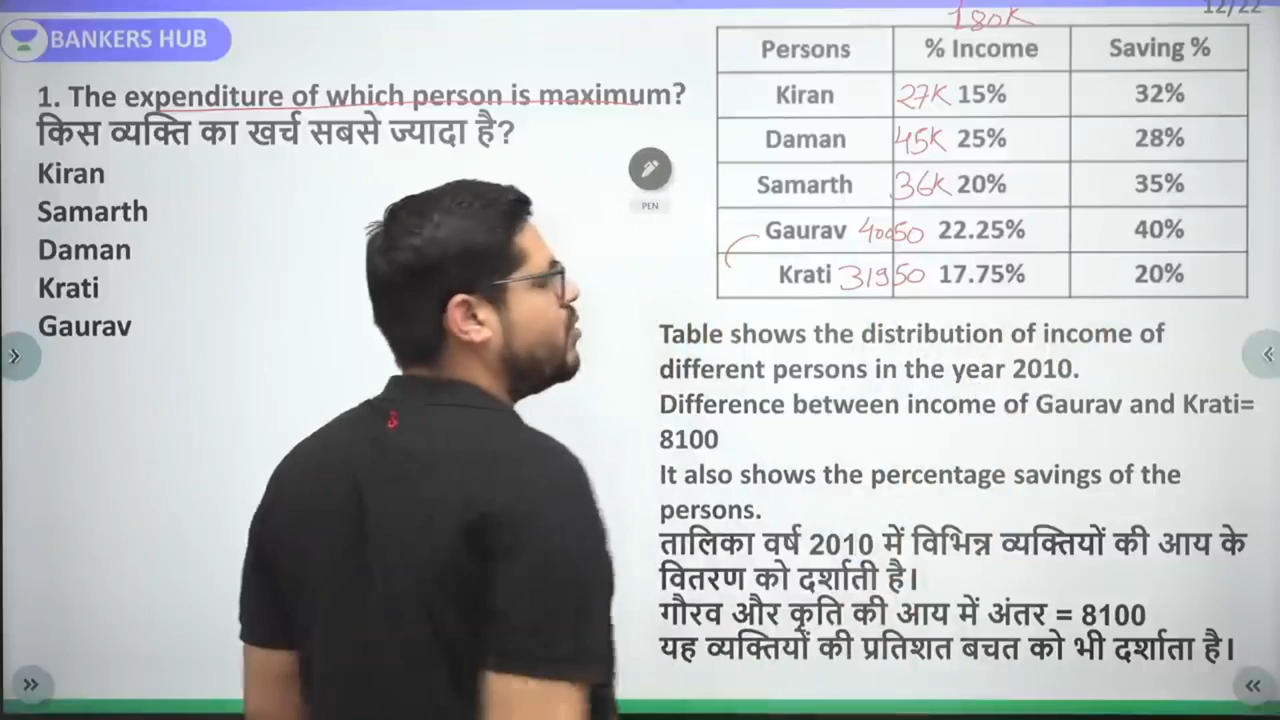 12/22
BANKERS HUB
180K
Persons % Income Saving %
Kiran 27K 15% 32%
Daman 45K 25% 28%
Samarth 36K 20% 35%
Gaurav 40050 22.25% 40%
Krati 31950 17.75% 20%
1. The expenditure of which person is maximum?
किस व्यक्ति का खर्च सबसे ज्यादा है?
Kiran
Samarth
Daman
Krati
Gaurav
PEN
Table shows the distribution of income of
different persons in the year 2010.
Difference between income of Gaurav and Krati=
8100
It also shows the percentage savings of the
persons.
तालिका वर्ष 2010 में विभिन्न व्यक्तियों की आय के
वितरण को दर्शाती है।
गौरव और कृति की आय में अंतर = 8100
यह व्यक्तियों की प्रतिशत बचत को भी दर्शाता है।